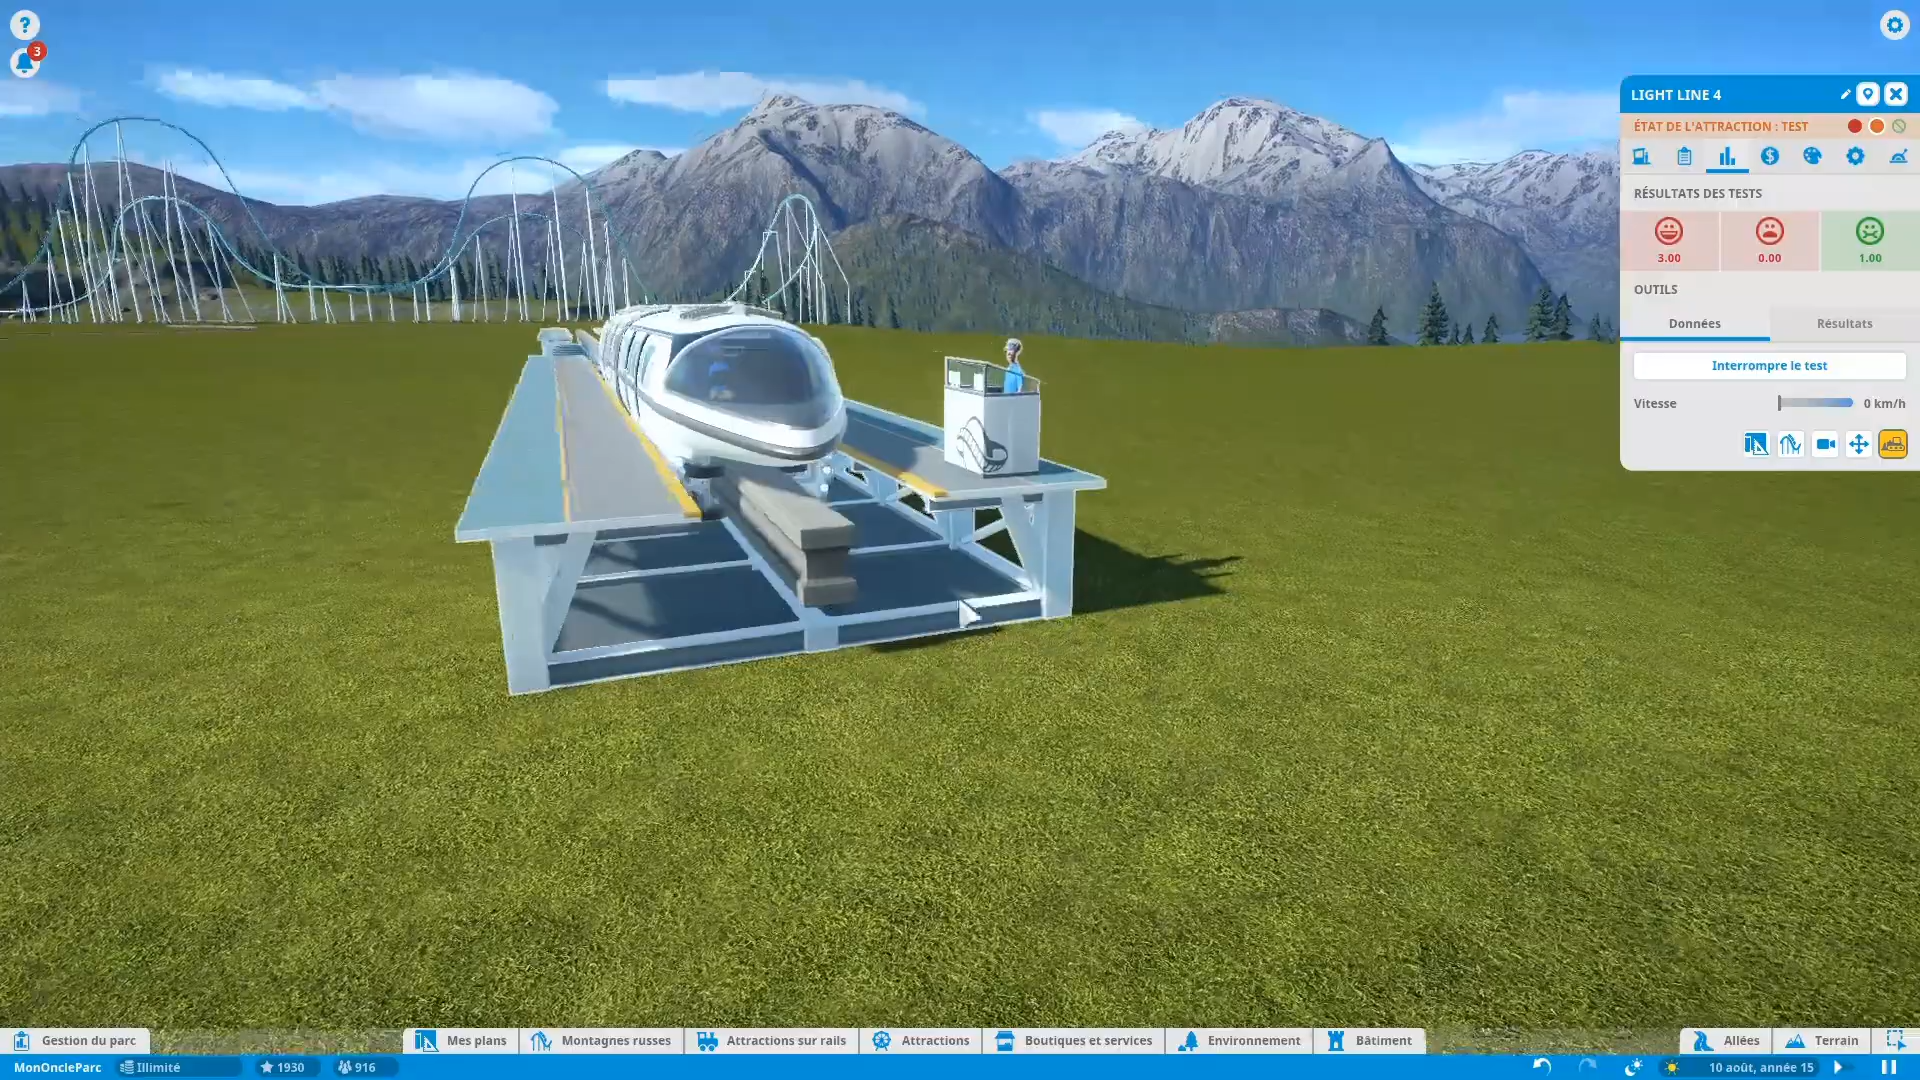 ?
3
LIGHT LINE 4
ÉTAT DE L'ATTRACTION : TEST
RÉSULTATS DES TESTS
3.00 0.00 1.00
OUTILS
Données Résultats
Interrompre le test
Vitesse 0 km/h
Gestion du parc Mes plans Montagnes russes Attractions sur rails Attractions Boutiques et services Environnement Bâtiment Allées Terrain
MonOncleParc Illimité 1930 916 10 août, année 15